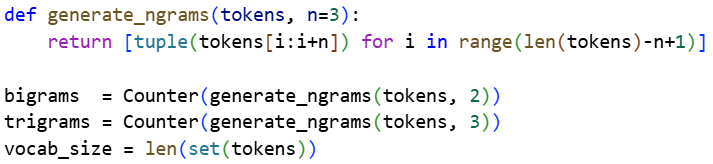 def generate_ngrams(tokens, n=3):
    return [tuple(tokens[i:i+n]) for i in range(len(tokens)-n+1)]

bigrams  = Counter(generate_ngrams(tokens, 2))
trigrams = Counter(generate_ngrams(tokens, 3))
vocab_size = len(set(tokens))